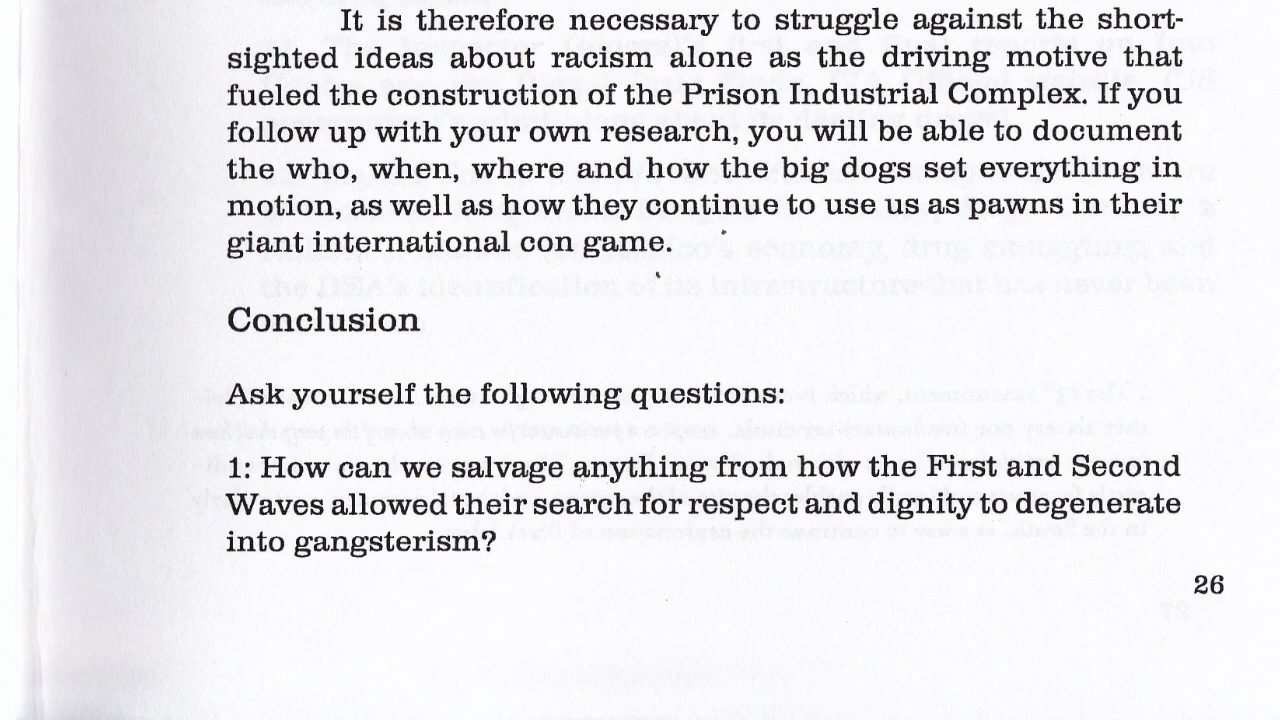 It is therefore necessary to struggle against the short-
sighted ideas about racism alone as the driving motive that
fueled the construction of the Prison Industrial Complex. If you
follow up with your own research, you will be able to document
the who, when, where and how the big dogs set everything in
motion, as well as how they continue to use us as pawns in their
giant international con game.
Conclusion
Ask yourself the following questions:
1: How can we salvage anything from how the First and Second
Waves allowed their search for respect and dignity to degenerate
into gangsterism?
26